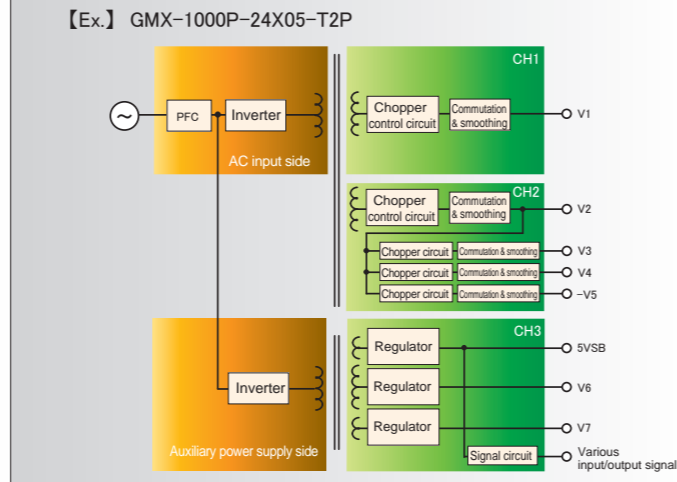 【Ex.】 GMX-1000P-24X05-T2P
CH1
PFC
Inverter
Chopper
control circuit
Commutation
& smoothing
V1
AC input side
CH2
Chopper
control circuit
Commutation
& smoothing
V2
Chopper circuit
Commutation & smoothing
V3
Chopper circuit
Commutation & smoothing
V4
Chopper circuit
Commutation & smoothing
-V5
CH3
Regulator
5VSB
Inverter
Regulator
V6
Regulator
V7
Auxiliary power supply side
Signal circuit
Various
input/output signal